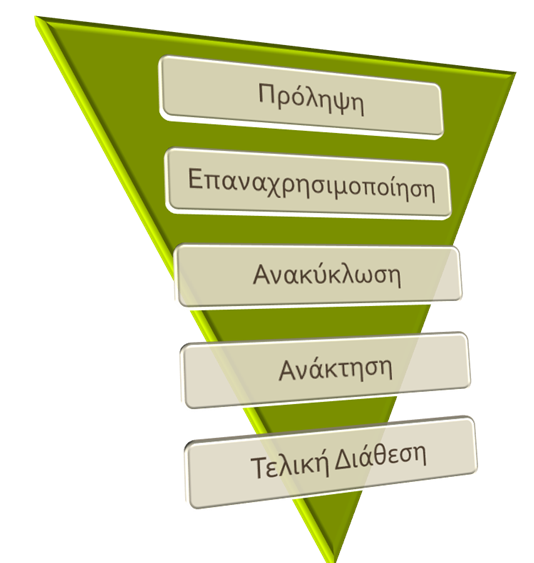 Πρόληψη
Επαναχρησιμοποίηση
Ανακύκλωση
Ανάκτηση
Τελική Διάθεση